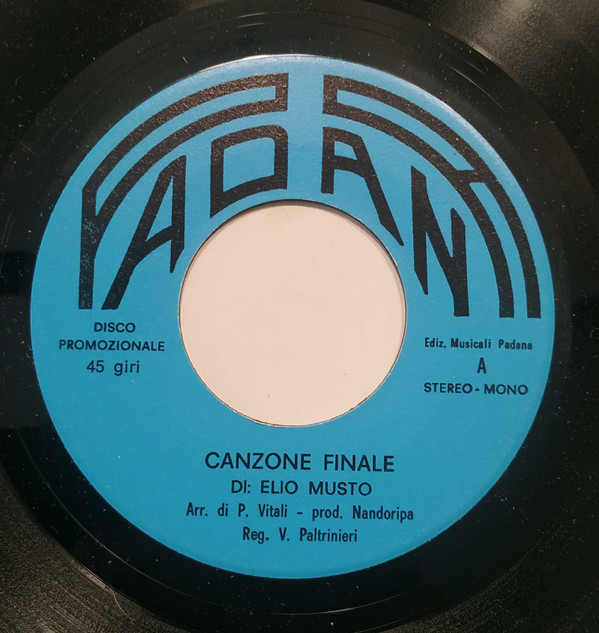 PADANA
DISCO
PROMOZIONALE
45 giri
Ediz. Musicali Padana
A
STEREO - MONO
CANZONE FINALE
DI: ELIO MUSTO
Arr. di P. Vitali - prod. Nandoripa
Reg. V. Paltrinieri